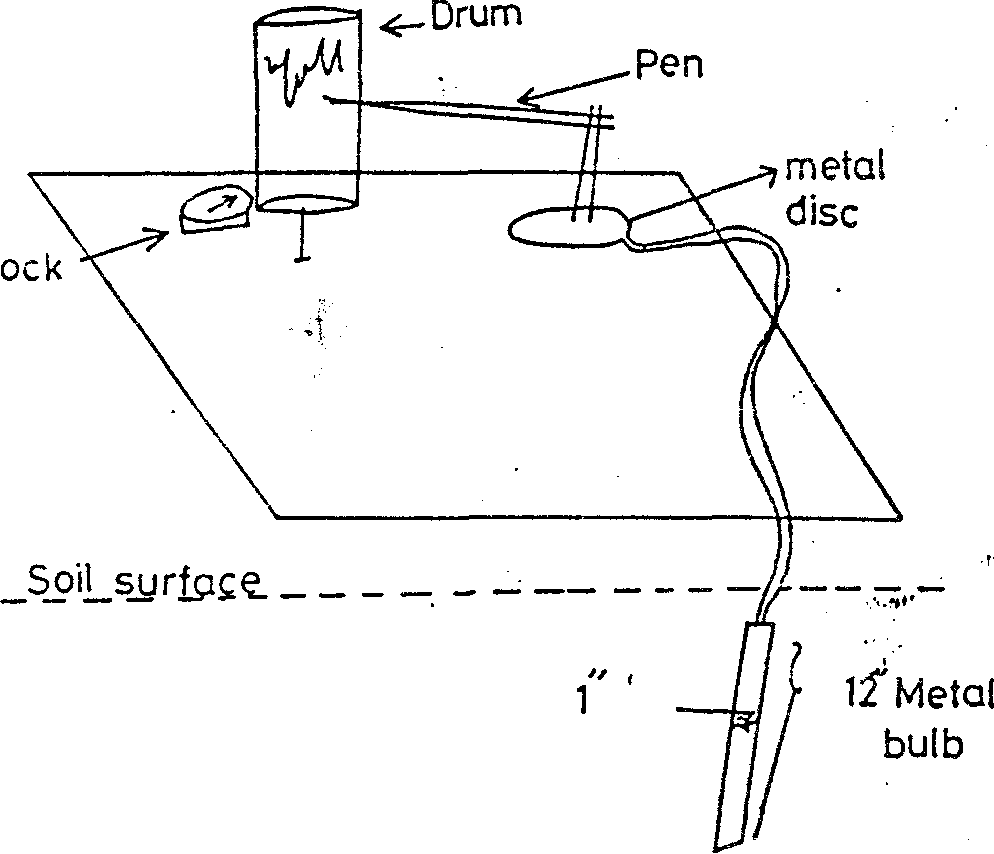 Drum
Pen
metal
disc
ock
Soil surface
1"
12" Metal
bulb